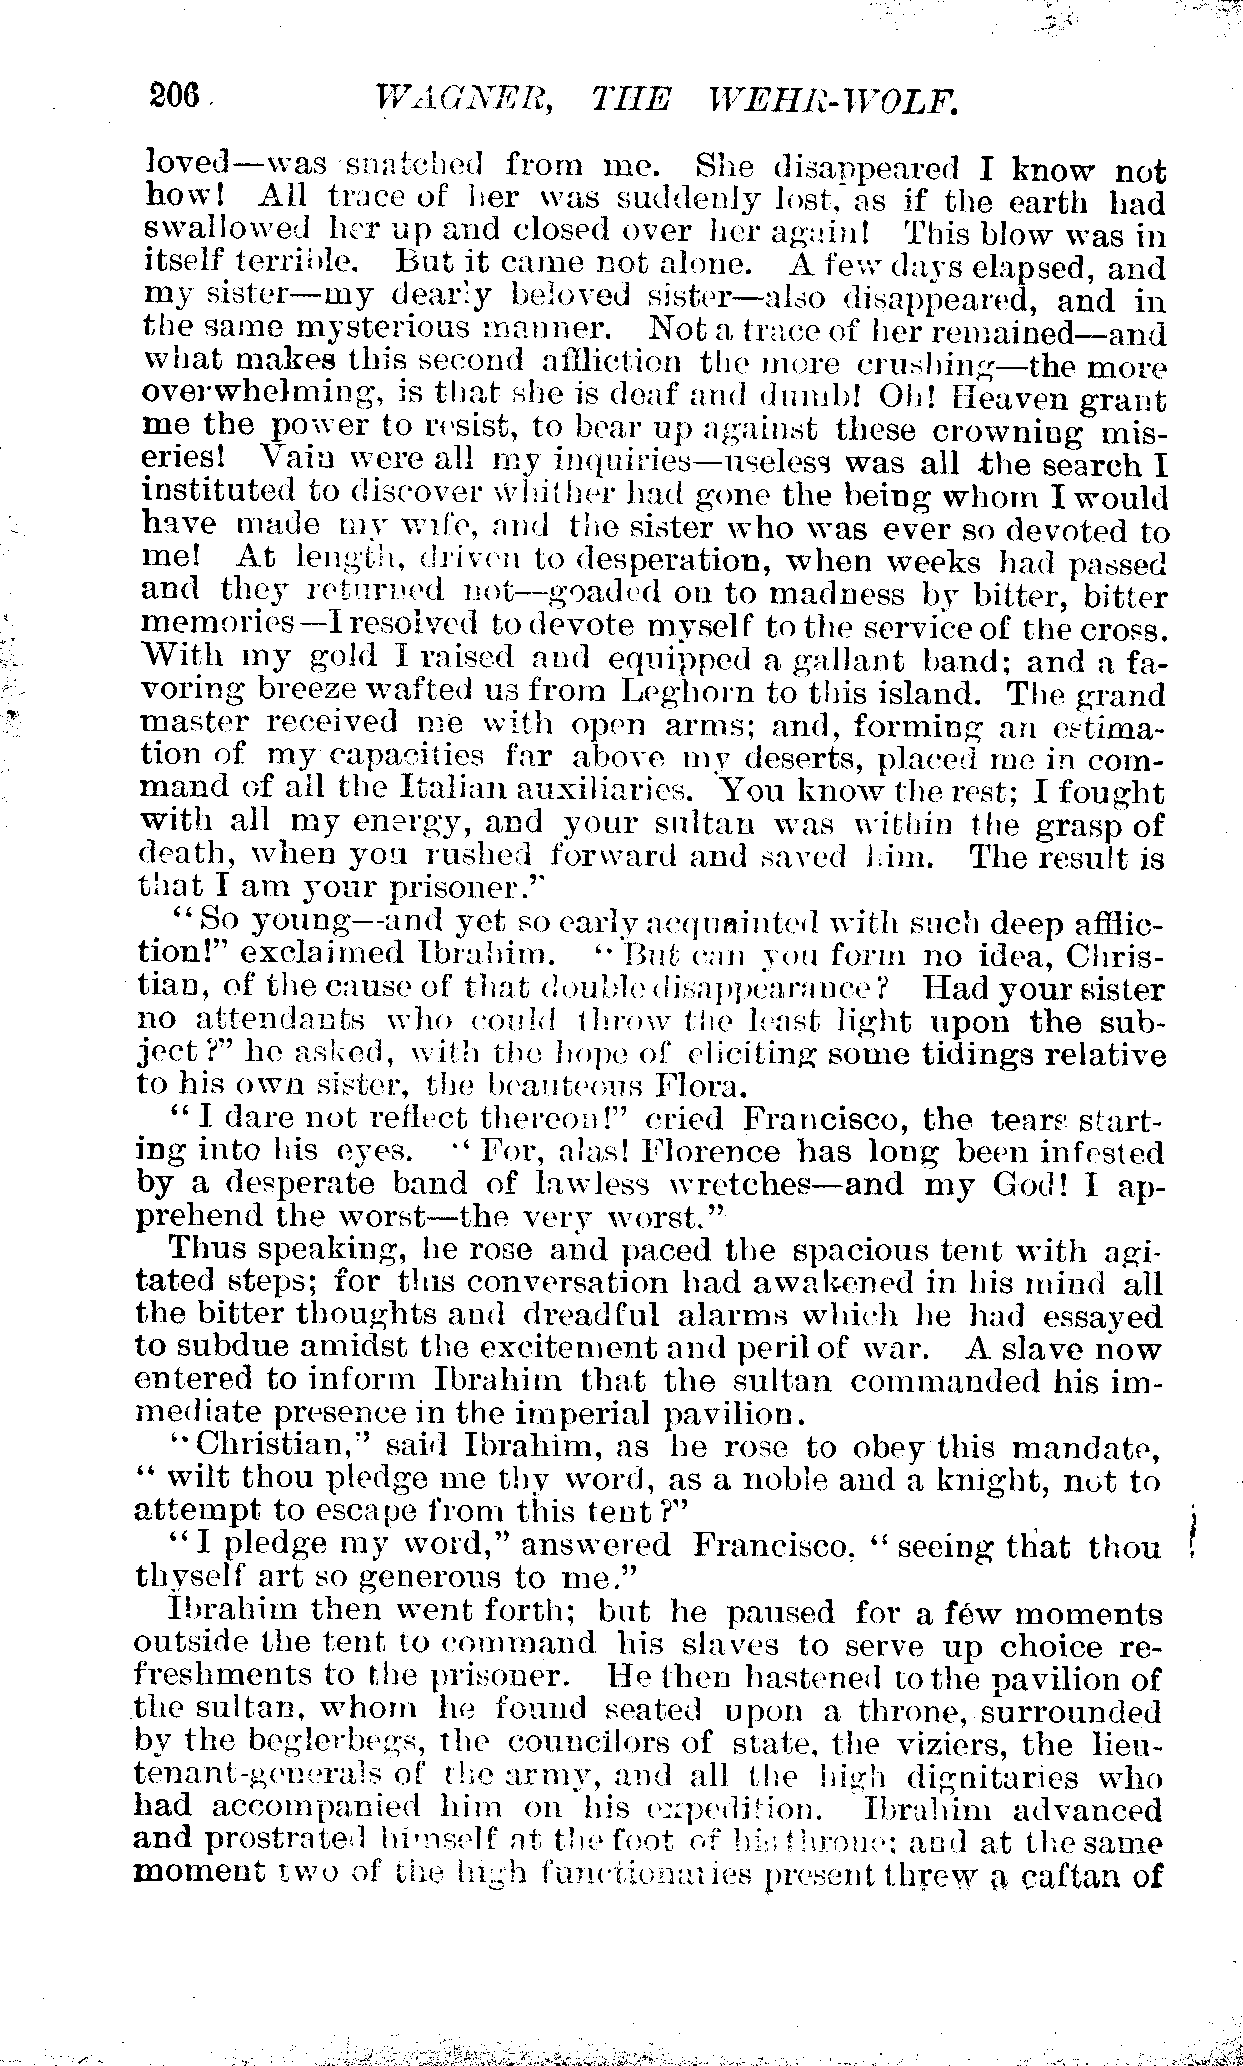 206 WAGNER, THE WEHR-WOLF.
loved—was snatched from me. She disappeared I know not
how! All trace of her was suddenly lost, as if the earth had
swallowed her up and closed over her again! This blow was in
itself terrible. But it came not alone. A few days elapsed, and
my sister—my dearly beloved sister—also disappeared, and in
the same mysterious manner. Not a trace of her remained—and
what makes this second affliction the more crushing—the more
overwhelming, is that she is deaf and dumb! Oh! Heaven grant
me the power to resist, to bear up against these crowning mis-
eries! Vain were all my inquiries—useless was all the search I
instituted to discover whither had gone the being whom I would
have made my wife, and the sister who was ever so devoted to
me! At length, driven to desperation, when weeks had passed
and they returned not—goaded on to madness by bitter, bitter
memories—I resolved to devote myself to the service of the cross.
With my gold I raised and equipped a gallant band; and a fa-
voring breeze wafted us from Leghorn to this island. The grand
master received me with open arms; and, forming an estima-
tion of my capacities far above my deserts, placed me in com-
mand of all the Italian auxiliaries. You know the rest; I fought
with all my energy, and your sultan was within the grasp of
death, when you rushed forward and saved him. The result is
that I am your prisoner."
"So young—and yet so early acquainted with such deep afflic-
tion!" exclaimed Ibrahim. "But can you form no idea, Chris-
tian, of the cause of that double disappearance? Had your sister
no attendants who could throw the least light upon the sub-
ject?" he asked, with the hope of eliciting some tidings relative
to his own sister, the beauteous Flora.
"I dare not reflect thereon!" cried Francisco, the tears start-
ing into his eyes. "For, alas! Florence has long been infested
by a desperate band of lawless wretches—and my God! I ap-
prehend the worst—the very worst."
Thus speaking, he rose and paced the spacious tent with agi-
tated steps; for this conversation had awakened in his mind all
the bitter thoughts and dreadful alarms which he had essayed
to subdue amidst the excitement and peril of war. A slave now
entered to inform Ibrahim that the sultan commanded his im-
mediate presence in the imperial pavilion.
"Christian," said Ibrahim, as he rose to obey this mandate,
"wilt thou pledge me thy word, as a noble and a knight, not to
attempt to escape from this tent?"
"I pledge my word," answered Francisco, "seeing that thou
thyself art so generous to me."
Ibrahim then went forth; but he paused for a few moments
outside the tent to command his slaves to serve up choice re-
freshments to the prisoner. He then hastened to the pavilion of
the sultan, whom he found seated upon a throne, surrounded
by the beglerbegs, the councilors of state, the viziers, the lieu-
tenant-generals of the army, and all the high dignitaries who
had accompanied him on his expedition. Ibrahim advanced
and prostrated himself at the foot of his throne; and at the same
moment two of the high functionaries present threw a caftan of